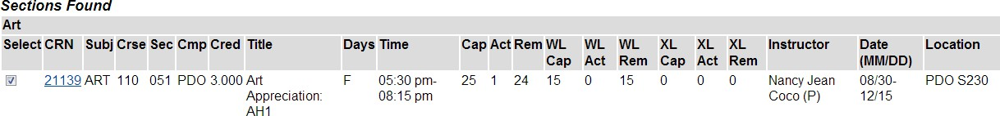 Sections Found
Art
Select CRN Subj Crse Sec Cmp Cred Title Days Time Cap Act Rem WL Cap WL Act WL Rem XL Cap XL Act XL Rem Instructor Date (MM/DD) Location
21139 ART 110 051 PDO 3.000 Art Appreciation: AH1 F 05:30 pm-08:15 pm 25 1 24 15 0 15 0 0 0 Nancy Jean Coco (P) 08/30-12/15 PDO S230